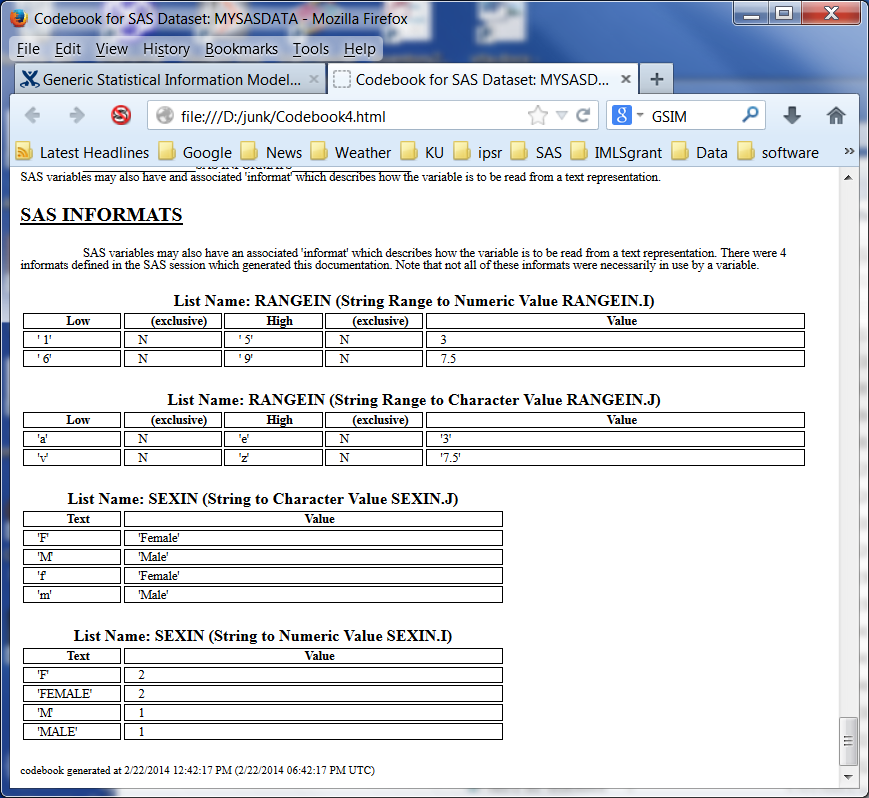 Codebook for SAS Dataset: MYSASDATA - Mozilla Firefox
File Edit View History Bookmarks Tools Help
Generic Statistical Information Model... × Codebook for SAS Dataset: MYSASD... × +
file:///D:/junk/Codebook4.html GSIM
Latest Headlines Google News Weather KU ipsr SAS IMLSgrant Data software »
SAS variables may also have and associated 'informat' which describes how the variable is to be read from a text representation.
SAS INFORMATS
SAS variables may also have an associated 'informat' which describes how the variable is to be read from a text representation. There were 4
informats defined in the SAS session which generated this documentation. Note that not all of these informats were necessarily in use by a variable.
List Name: RANGEIN (String Range to Numeric Value RANGEIN.I)
Low (exclusive) High (exclusive) Value
' 1' N ' 5' N 3
' 6' N ' 9' N 7.5
List Name: RANGEIN (String Range to Character Value RANGEIN.J)
Low (exclusive) High (exclusive) Value
'a' N 'e' N '3'
'v' N 'z' N '7.5'
List Name: SEXIN (String to Character Value SEXIN.J)
Text Value
'F' 'Female'
'M' 'Male'
'f' 'Female'
'm' 'Male'
List Name: SEXIN (String to Numeric Value SEXIN.I)
Text Value
'F' 2
'FEMALE' 2
'M' 1
'MALE' 1
codebook generated at 2/22/2014 12:42:17 PM (2/22/2014 06:42:17 PM UTC)